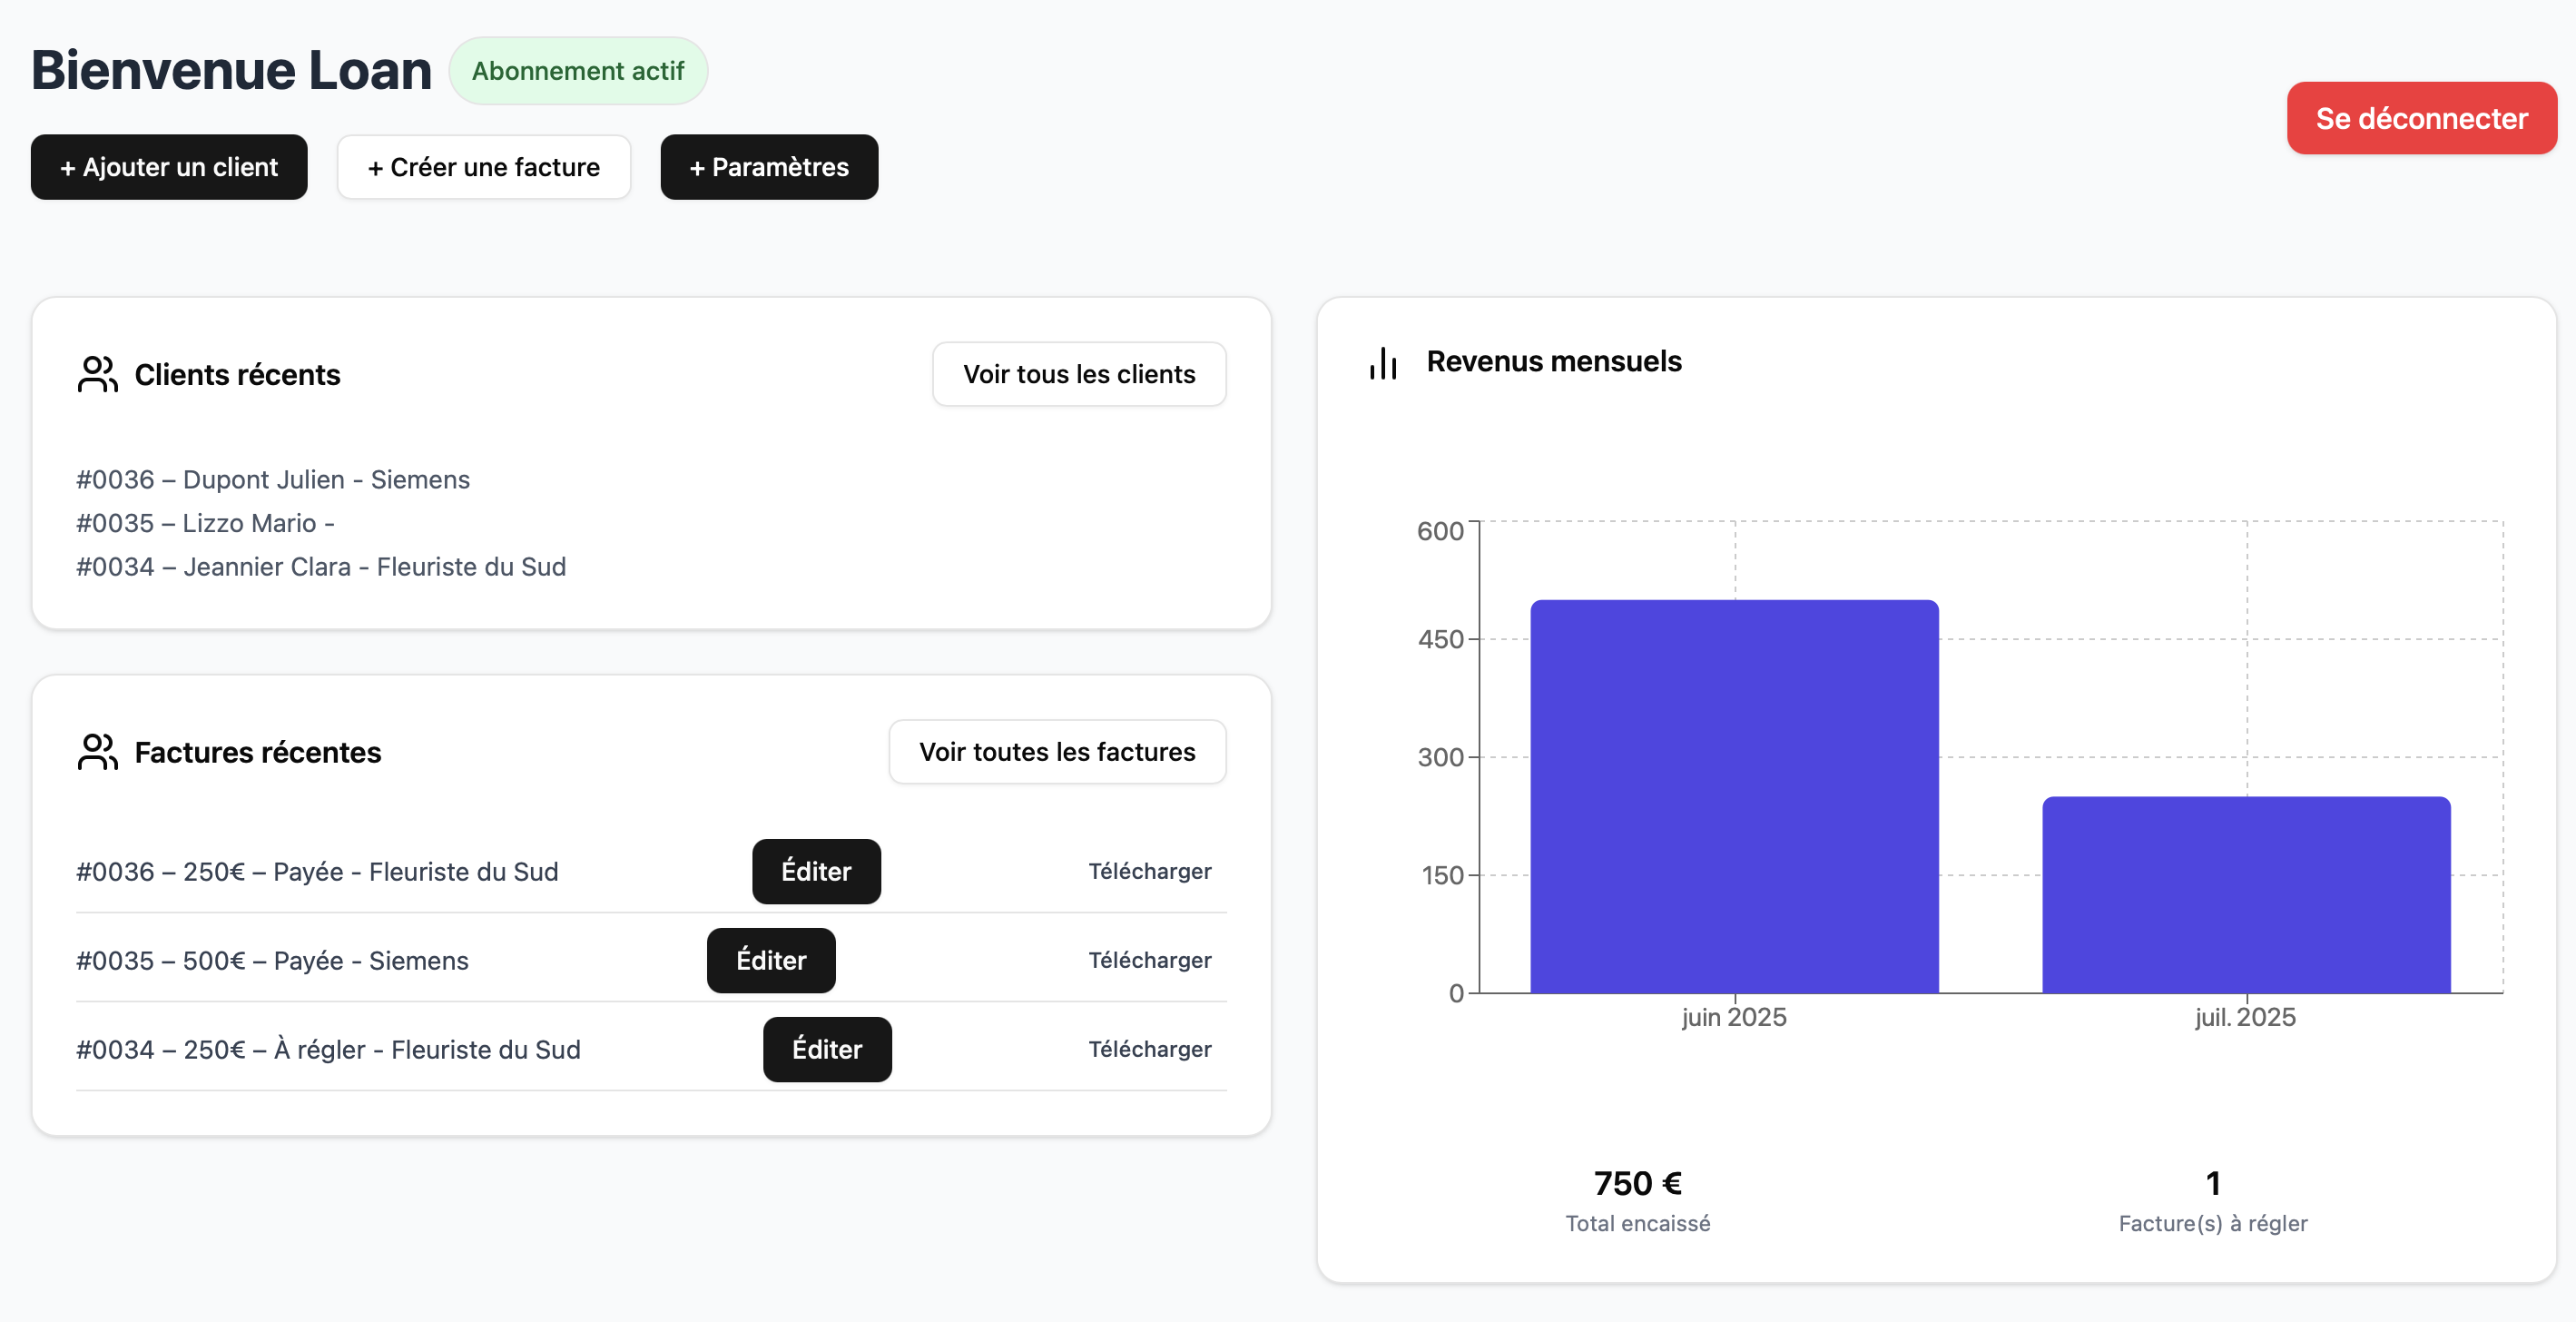 Bienvenue Loan
Abonnement actif
Se déconnecter
+ Ajouter un client
+ Créer une facture
+ Paramètres
Clients récents
Voir tous les clients
#0036 – Dupont Julien - Siemens
#0035 – Lizzo Mario -
#0034 – Jeannier Clara - Fleuriste du Sud
Factures récentes
Voir toutes les factures
#0036 – 250€ – Payée - Fleuriste du Sud
Éditer
Télécharger
#0035 – 500€ – Payée - Siemens
Éditer
Télécharger
#0034 – 250€ – À régler - Fleuriste du Sud
Éditer
Télécharger
Revenus mensuels
600
450
300
150
0
juin 2025
juil. 2025
750 €
Total encaissé
1
Facture(s) à régler